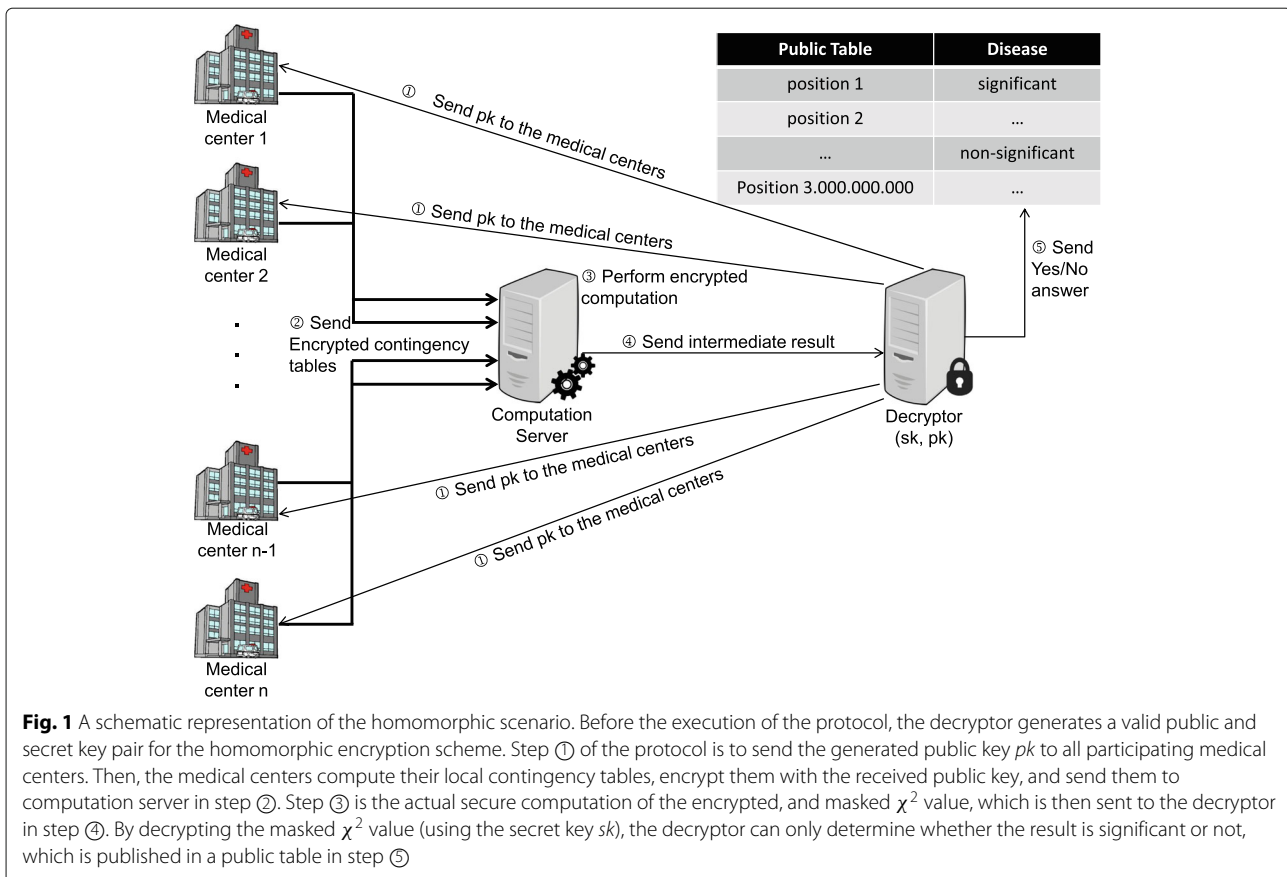 Medical
center 1
① Send pk to the medical centers
Public Table Disease
position 1 significant
position 2 ...
... non-significant
Position 3.000.000.000 ...
Medical
center 2
① Send pk to the medical centers
⑤ Send
Yes/No
answer
③ Perform encrypted
computation
② Send
Encrypted contingency
tables
④ Send intermediate result
Computation
Server
Decryptor
(sk, pk)
① Send pk to the medical centers
Medical
center n-1
① Send pk to the medical centers
Medical
center n
Fig. 1 A schematic representation of the homomorphic scenario. Before the execution of the protocol, the decryptor generates a valid public and
secret key pair for the homomorphic encryption scheme. Step ① of the protocol is to send the generated public key pk to all participating medical
centers. Then, the medical centers compute their local contingency tables, encrypt them with the received public key, and send them to
computation server in step ②. Step ③ is the actual secure computation of the encrypted, and masked χ² value, which is then sent to the decryptor
in step ④. By decrypting the masked χ² value (using the secret key sk), the decryptor can only determine whether the result is significant or not,
which is published in a public table in step ⑤